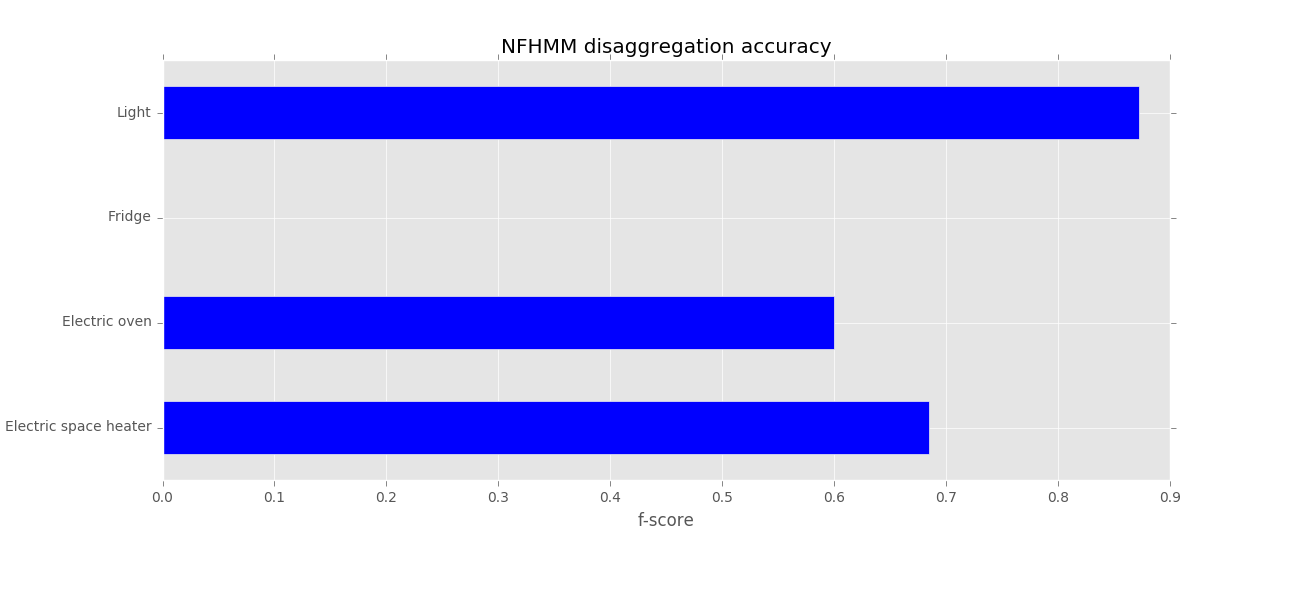 NFHMM disaggregation accuracy
Light
Fridge
Electric oven
Electric space heater
0.0 0.1 0.2 0.3 0.4 0.5 0.6 0.7 0.8 0.9
f-score